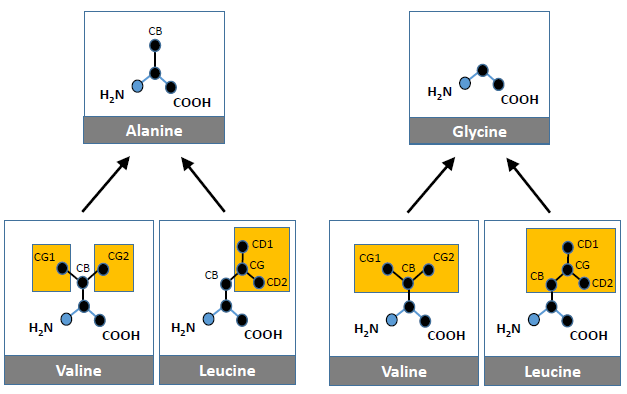 CB
H2N
COOH
Alanine
H2N
COOH
Glycine
CG1
CG2
CB
H2N
COOH
Valine
CD1
CG
CB
CD2
H2N
COOH
Leucine
CG1
CG2
CB
H2N
COOH
Valine
CD1
CG
CB
CD2
H2N
COOH
Leucine